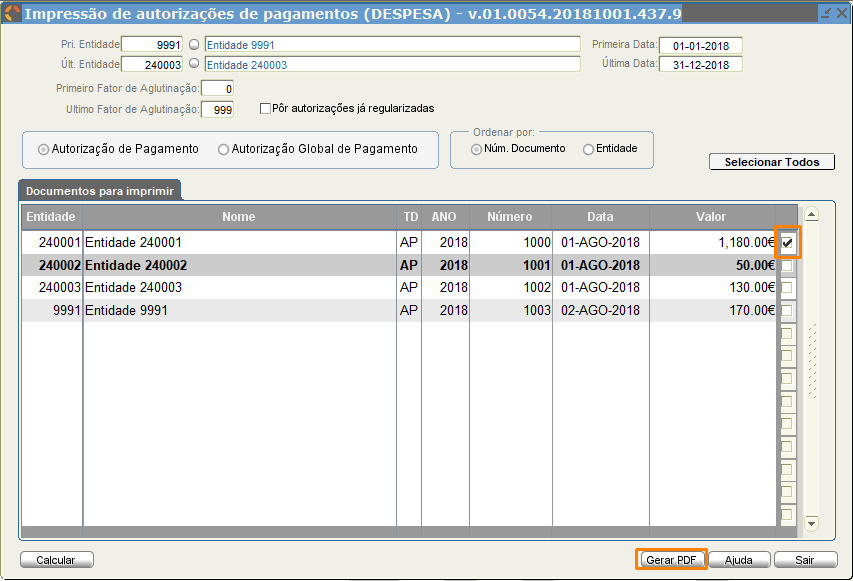 Impressão de autorizações de pagamentos (DESPESA) - v.01.0054.20181001.437.9
Pri. Entidade 9991 Entidade 9991 Primeira Data: 01-01-2018
Últ. Entidade 240003 Entidade 240003 Última Data: 31-12-2018
Primeiro Fator de Aglutinação: 0
Ultimo Fator de Aglutinação: 999 Pôr autorizações já regularizadas
Ordenar por:
Autorização de Pagamento Autorização Global de Pagamento Núm. Documento Entidade
Selecionar Todos
Documentos para imprimir
Entidade Nome TD ANO Número Data Valor
240001 Entidade 240001 AP 2018 1000 01-AGO-2018 1,180.00€
240002 Entidade 240002 AP 2018 1001 01-AGO-2018 50.00€
240003 Entidade 240003 AP 2018 1002 01-AGO-2018 130.00€
9991 Entidade 9991 AP 2018 1003 02-AGO-2018 170.00€
Calcular Gerar PDF Ajuda Sair